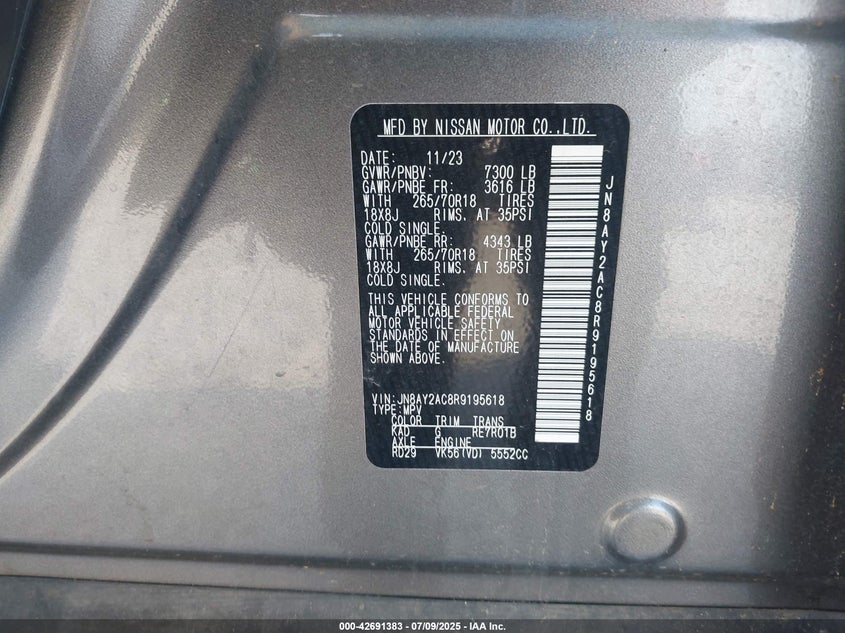 MFD BY NISSAN MOTOR CO.,LTD.
DATE: 11/23
GVWR/PNBV: 7300 LB
GAWR/PNBE FR: 3616 LB
WITH 265/70R18 TIRES
18X8J RIMS, AT 35PSI
COLD SINGLE.
GAWR/PNBE RR: 4343 LB
WITH 265/70R18 TIRES
18X8J RIMS, AT 35PSI
COLD SINGLE.
THIS VEHICLE CONFORMS TO
ALL APPLICABLE FEDERAL
MOTOR VEHICLE SAFETY
STANDARDS IN EFFECT ON
THE DATE OF MANUFACTURE
SHOWN ABOVE.
VIN:JN8AY2AC8R9195618
TYPE:MPV
COLOR TRIM TRANS
KAD G RE7R01B
AXLE ENGINE
RD29 VK56(VD) 5552CC
JN8AY2AC8R9195618
000-42691383 - 07/09/2025 - IAA Inc.